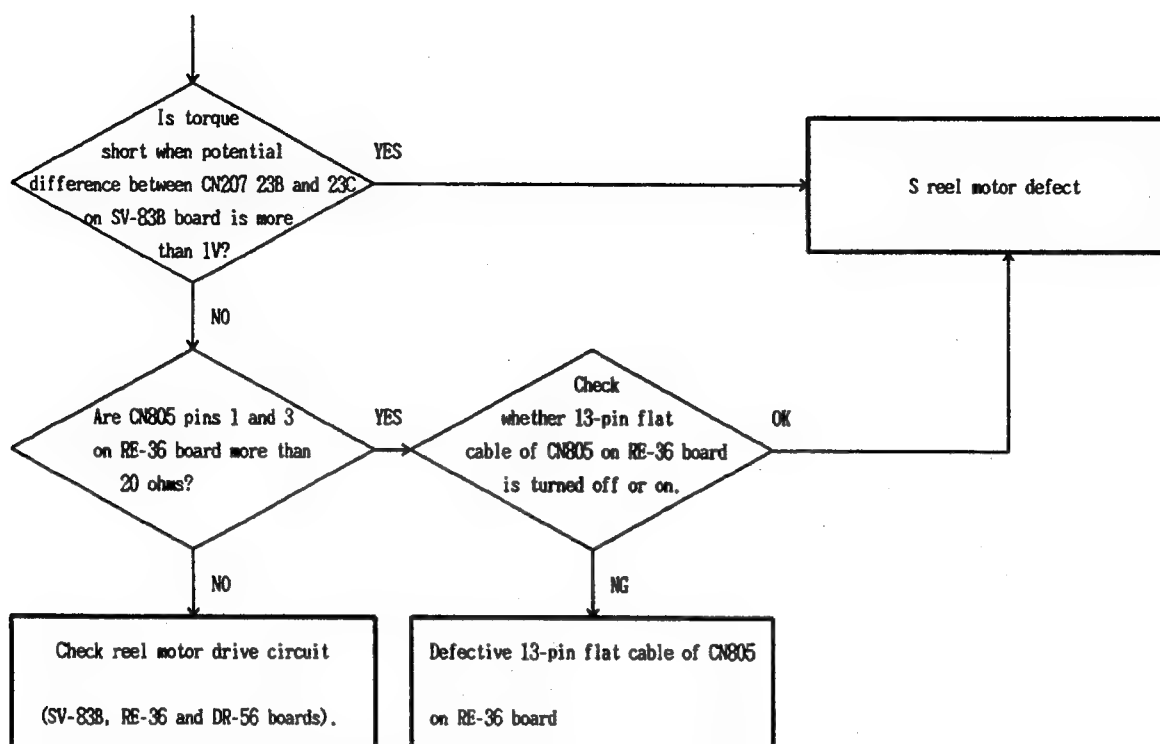 Is torque
short when potential
difference between CN207 23B and 23C
on SV-83B board is more
than 1V?
YES
S reel motor defect
NO
Are CN805 pins 1 and 3
on RE-36 board more than
20 ohms?
YES
Check
whether 13-pin flat
cable of CN805 on RE-36 board
is turned off or on.
OK
NO
NG
Check reel motor drive circuit
(SV-83B, RE-36 and DR-56 boards).
Defective 13-pin flat cable of CN805
on RE-36 board